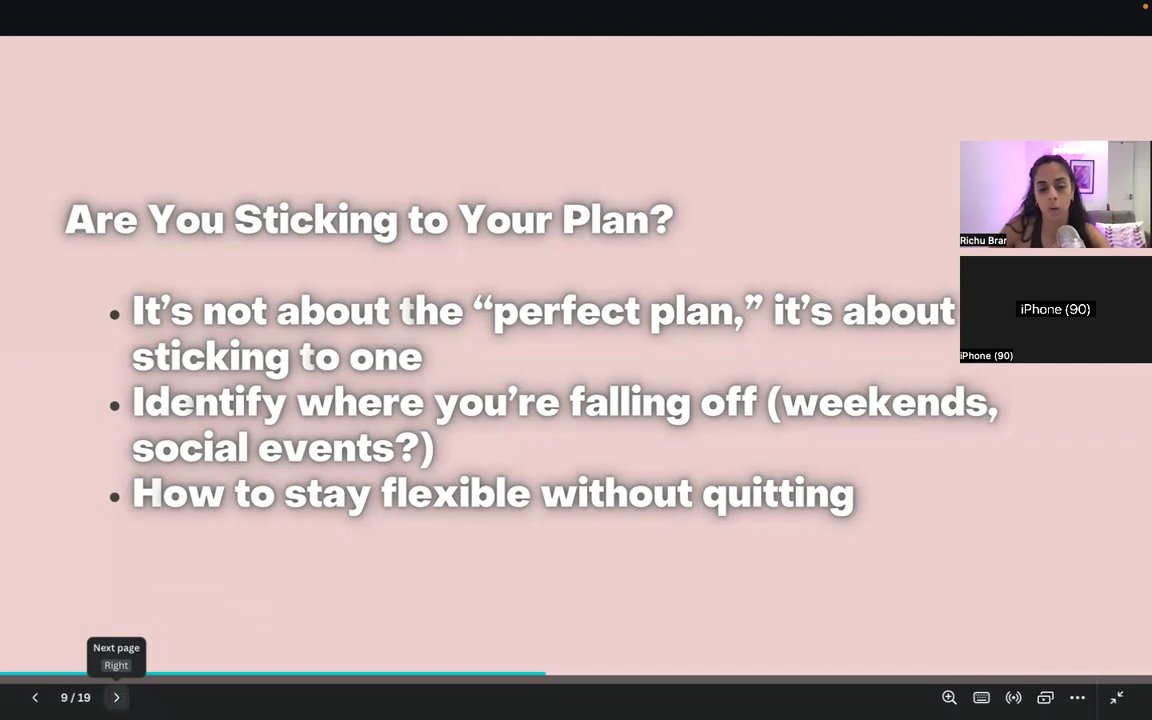 Are You Sticking to Your Plan?
It's not about the “perfect plan,” it's about
sticking to one
Identify where you're falling off (weekends,
social events?)
How to stay flexible without quitting
Richu Brar
iPhone (90)
iPhone (90)
Next page
Right
9 / 19